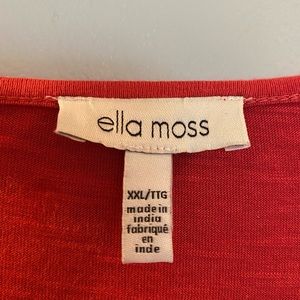 ella moss
XXL/TTG
made in
india
fabriqué
en
inde